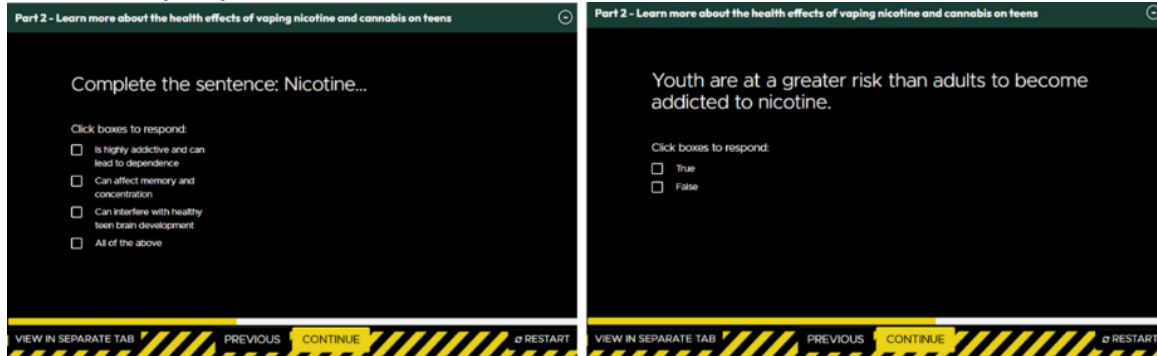 Part 2 - Learn more about the health effects of vaping nicotine and cannabis on teens
Complete the sentence: Nicotine...
Click boxes to respond:
Is highly addictive and can
lead to dependence
Can affect memory and
concentration
Can interfere with healthy
teen brain development
All of the above
VIEW IN SEPARATE TAB
PREVIOUS
CONTINUE
RESTART
Part 2 - Learn more about the health effects of vaping nicotine and cannabis on teens
Youth are at a greater risk than adults to become
addicted to nicotine.
Click boxes to respond:
True
False
VIEW IN SEPARATE TAB
PREVIOUS
CONTINUE
RESTART